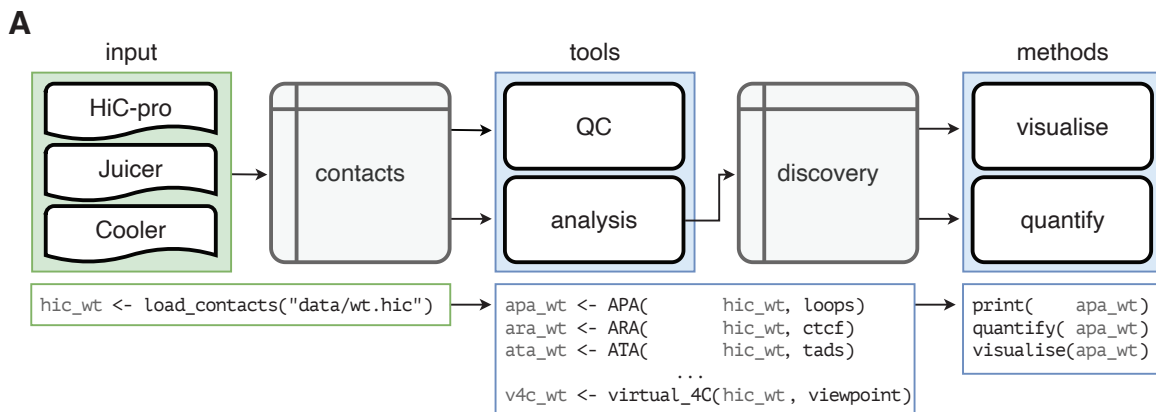 A
input
tools
methods
HiC-pro
Juicer
Cooler
contacts
QC
analysis
discovery
visualise
quantify
hic_wt <- load_contacts("data/wt.hic")
apa_wt <- APA( hic_wt, loops)
ara_wt <- ARA( hic_wt, ctcf)
ata_wt <- ATA( hic_wt, tads)
...
v4c_wt <- virtual_4C(hic_wt, viewpoint)
print( apa_wt)
quantify( apa_wt)
visualise(apa_wt)